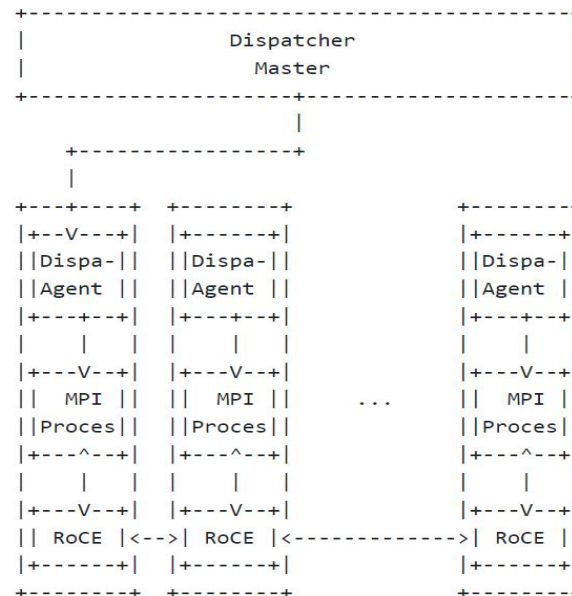 Dispatcher
Master
Dispa- Dispa- Dispa-
Agent Agent Agent
MPI MPI ... MPI
Proces Proces Proces
RoCE RoCE RoCE